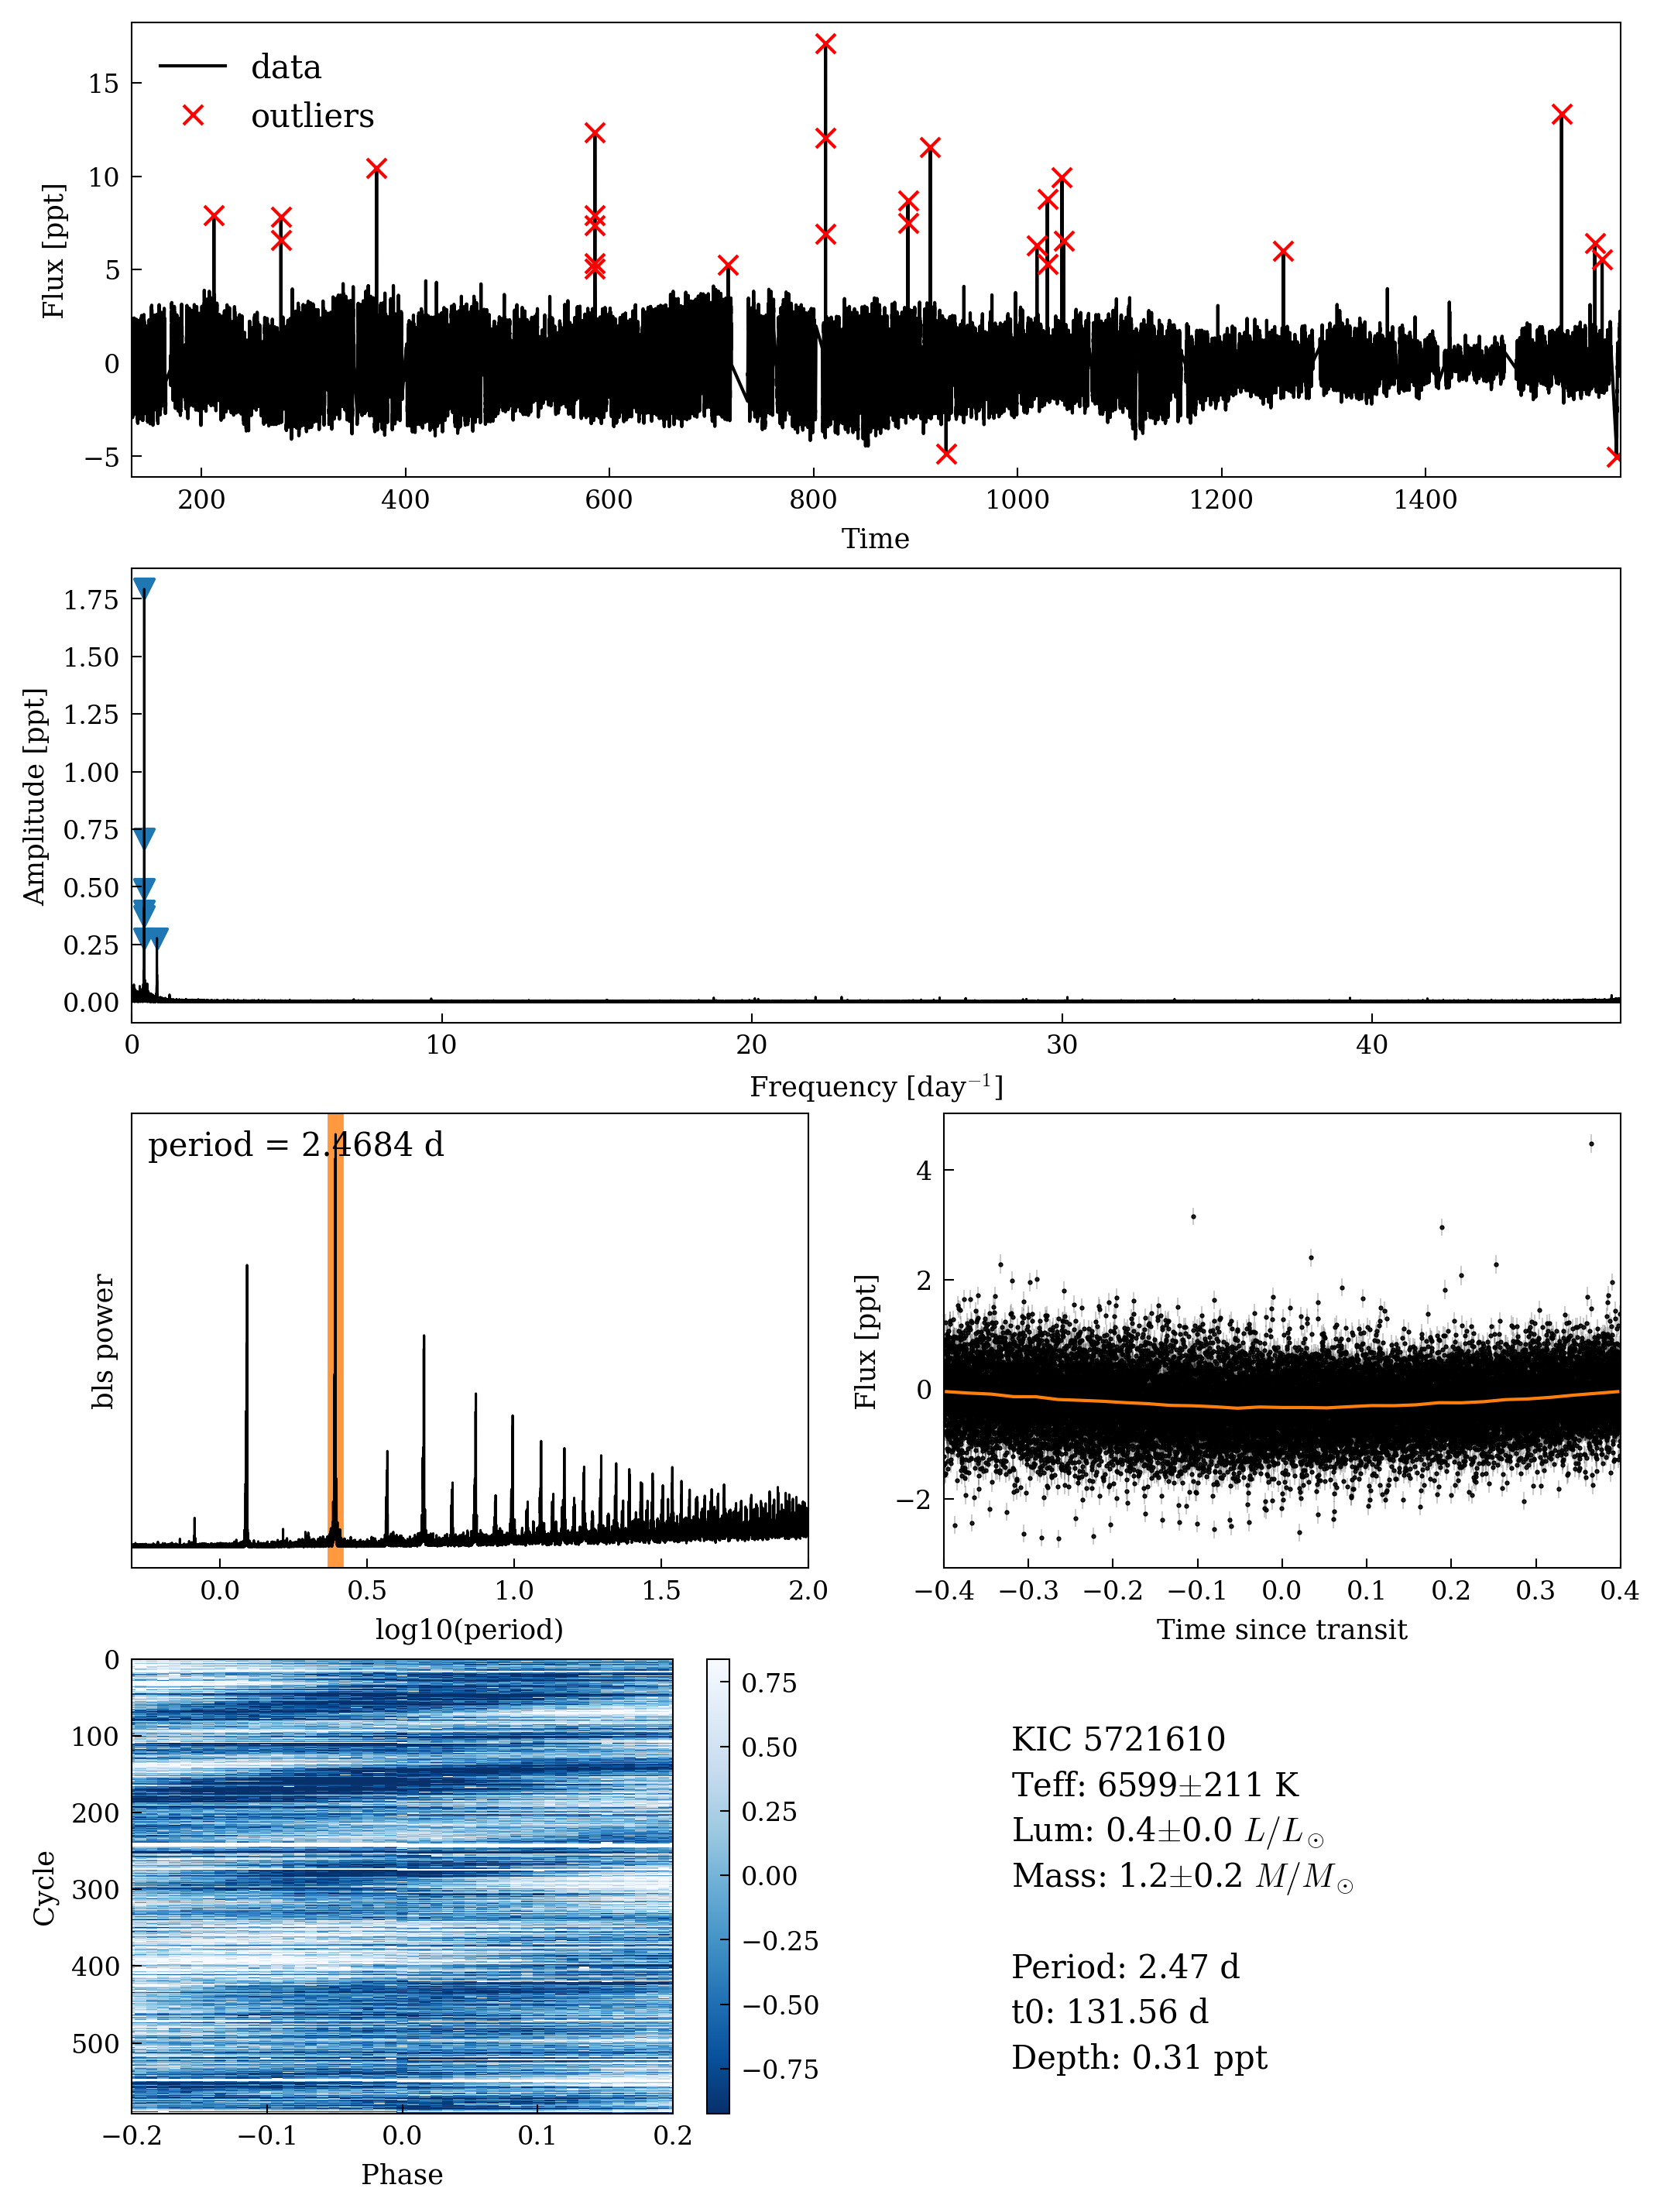 data
outliers
15
10
5
0
−5
Flux [ppt]
200 400 600 800 1000 1200 1400
Time
1.75
1.50
1.25
1.00
0.75
0.50
0.25
0.00
Amplitude [ppt]
0 10 20 30 40
Frequency [day⁻¹]
period = 2.4684 d
bls power
0.0 0.5 1.0 1.5 2.0
log10(period)
4
2
0
−2
Flux [ppt]
−0.4 −0.3 −0.2 −0.1 0.0 0.1 0.2 0.3 0.4
Time since transit
0
100
200
300
400
500
Cycle
−0.2 −0.1 0.0 0.1 0.2
Phase
0.75
0.50
0.25
0.00
−0.25
−0.50
−0.75
KIC 5721610
Teff: 6599±211 K
Lum: 0.4±0.0 L/L⊙
Mass: 1.2±0.2 M/M⊙
Period: 2.47 d
t0: 131.56 d
Depth: 0.31 ppt